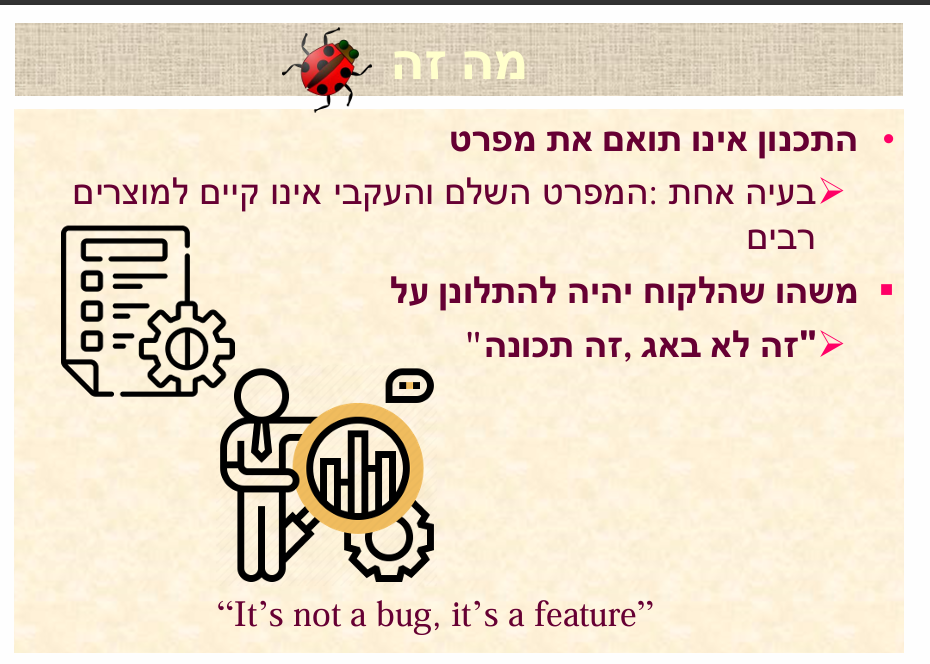 מה זה
• התכנון אינו תואם את מפרט
בעיה אחת :המפרט השלם והעקבי אינו קיים למוצרים
רבים
▪ משהו שהלקוח יהיה להתלונן על
"זה לא באג ,זה תכונה"
“It’s not a bug, it’s a feature”